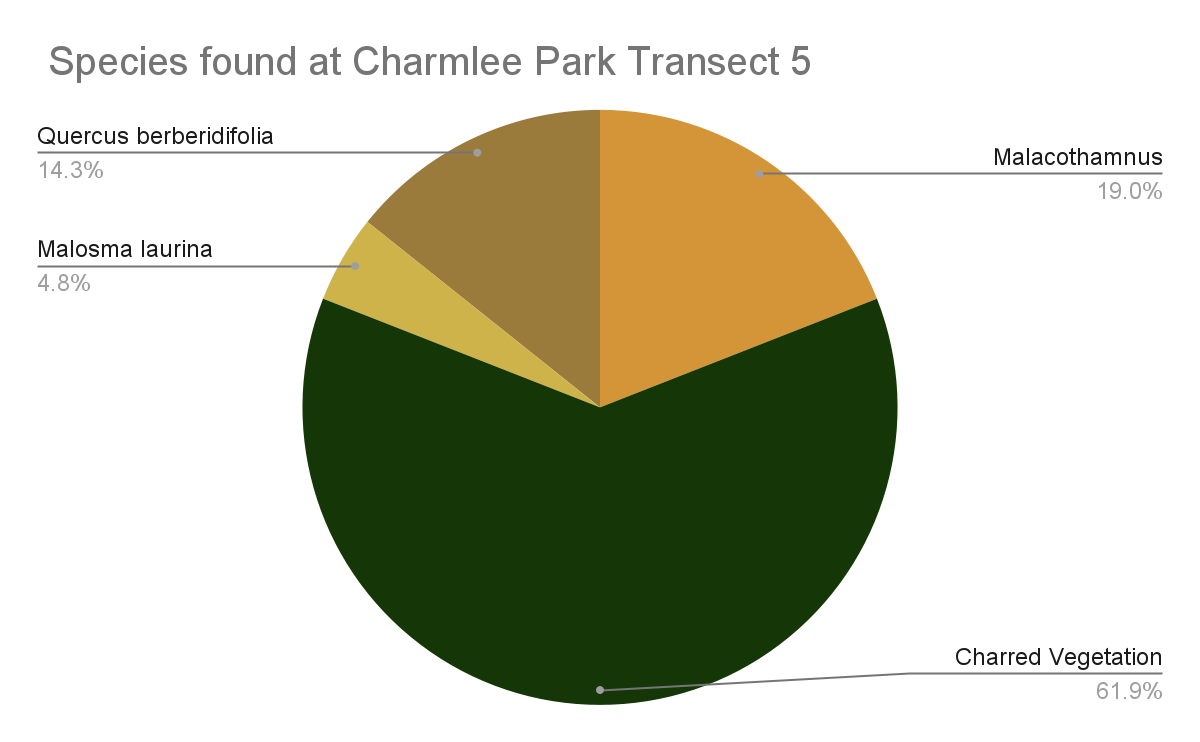 Species found at Charmlee Park Transect 5
Quercus berberidifolia
14.3%
Malosma laurina
4.8%
Malacothamnus
19.0%
Charred Vegetation
61.9%